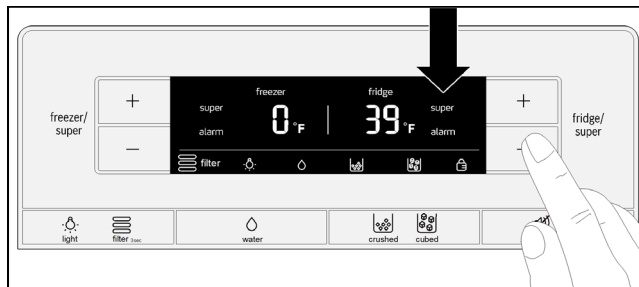 freezer/
super
+
−
freezer
fridge
super
super
0 °F
39 °F
alarm
alarm
filter
+
−
fridge/
super
light
filter 3sec
water
crushed
cubed